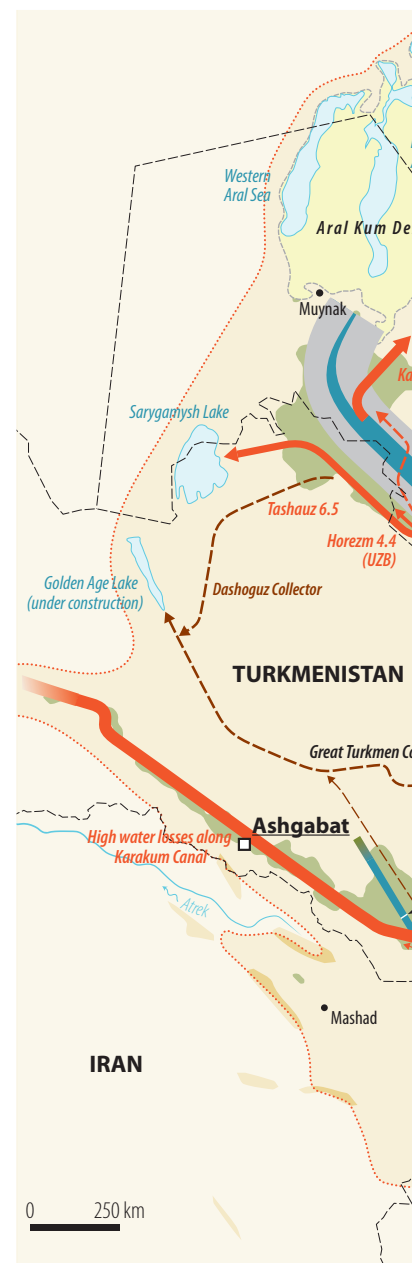 Western
Aral Sea
Aral Kum De
Muynak
Ka
Sarygamysh Lake
Tashauz 6.5
Horezm 4.4
(UZB)
Golden Age Lake
(under construction)
Dashoguz Collector
TURKMENISTAN
Great Turkmen Co
Ashgabat
High water losses along
Karakum Canal
Atrek
Mashad
IRAN
0 250 km